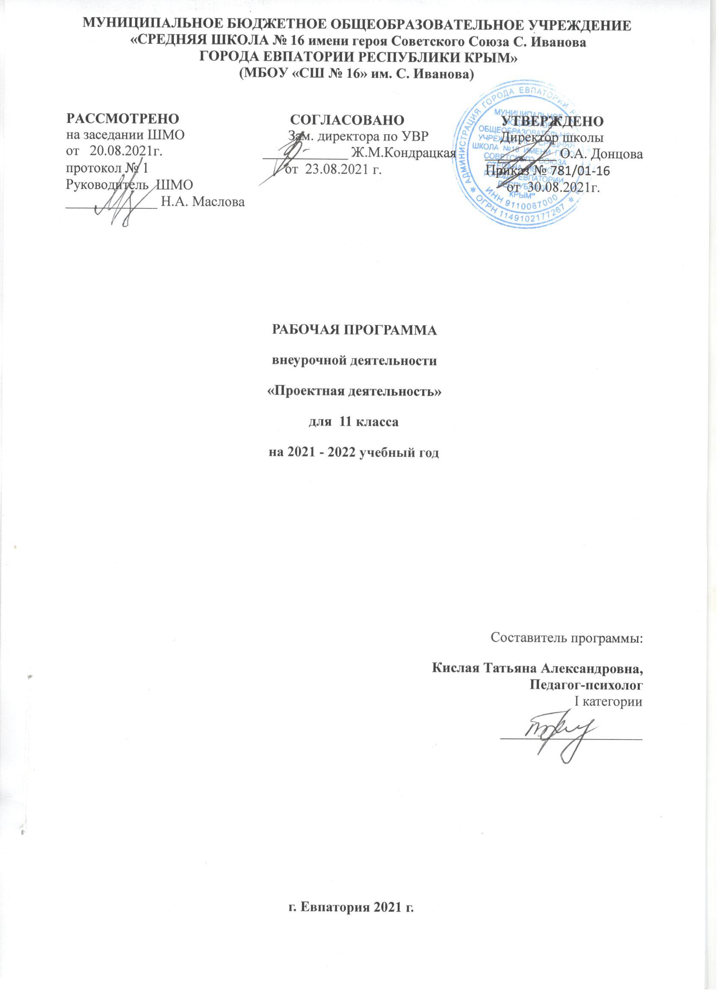 МУНИЦИПАЛЬНОЕ БЮДЖЕТНОЕ ОБЩЕОБРАЗОВАТЕЛЬНОЕ УЧРЕЖДЕНИЕ
«СРЕДНЯЯ ШКОЛА № 16 имени героя Советского Союза С. Иванова
ГОРОДА ЕВПАТОРИИ РЕСПУБЛИКИ КРЫМ»
(МБОУ «СШ № 16» им. С. Иванова)
РАССМОТРЕНО
на заседании ШМО
от 20.08.2021г.
протокол № 1
Руководитель ШМО
Н.А. Маслова
СОГЛАСОВАНО
Зам. директора по УВР
Ж.М.Кондрацкая
от 23.08.2021 г.
УТВЕРЖДЕНО
Директор школы
О.А. Донцова
Приказ № 781/01-16
от 30.08.2021г.
АДМИНИСТРАЦИЯ ГОРОДА ЕВПАТОРИИ
МУНИЦИПАЛЬНОЕ
БЮДЖЕТНОЕ
ОБЩЕОБРАЗОВАТЕЛЬНОЕ
УЧРЕЖДЕНИЕ "СРЕДНЯЯ
ШКОЛА №16 ИМЕНИ ГЕРОЯ
СОВЕТСКОГО СОЮЗА
ГОРОДА ЕВПАТОРИИ
РЕСПУБЛИКИ
КРЫМ"
ИНН 9110087000
ОГРН 1149102177267
РАБОЧАЯ ПРОГРАММА
внеурочной деятельности
«Проектная деятельность»
для 11 класса
на 2021 - 2022 учебный год
Составитель программы:
Кислая Татьяна Александровна,
Педагог-психолог
I категории
г. Евпатория 2021 г.